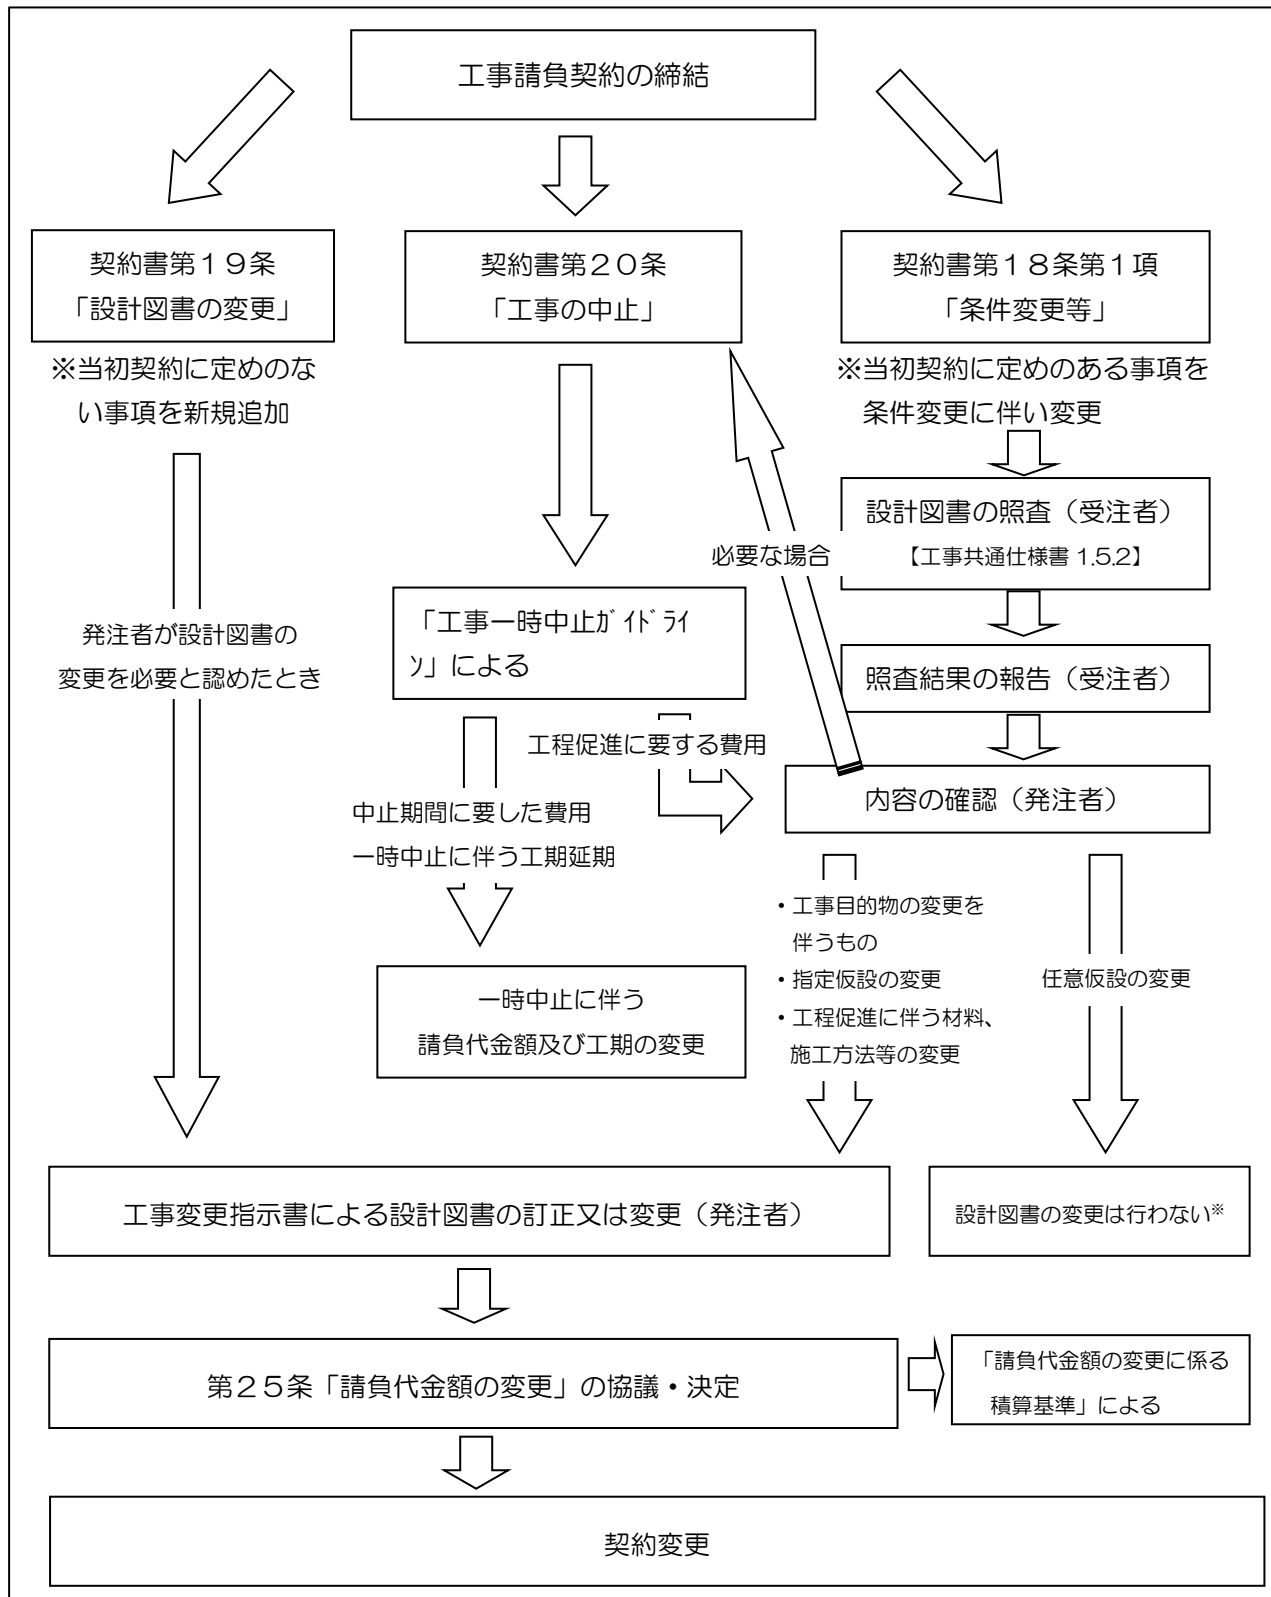 工事請負契約の締結
契約書第１９条
「設計図書の変更」
※当初契約に定めのな
い事項を新規追加
契約書第２０条
「工事の中止」
契約書第１８条第１項
「条件変更等」
※当初契約に定めのある事項を
条件変更に伴い変更
設計図書の照査（受注者）
【工事共通仕様書 1.5.2】
必要な場合
発注者が設計図書の
変更を必要と認めたとき
「工事一時中止ｶﾞｲﾄﾞﾗｲ
ﾝ」による
照査結果の報告（受注者）
工程促進に要する費用
内容の確認（発注者）
中止期間に要した費用
一時中止に伴う工期延期
・工事目的物の変更を
伴うもの
・指定仮設の変更
・工程促進に伴う材料、
施工方法等の変更
任意仮設の変更
一時中止に伴う
請負代金額及び工期の変更
工事変更指示書による設計図書の訂正又は変更（発注者）
設計図書の変更は行わない※
第２５条「請負代金額の変更」の協議・決定
「請負代金額の変更に係る
積算基準」による
契約変更